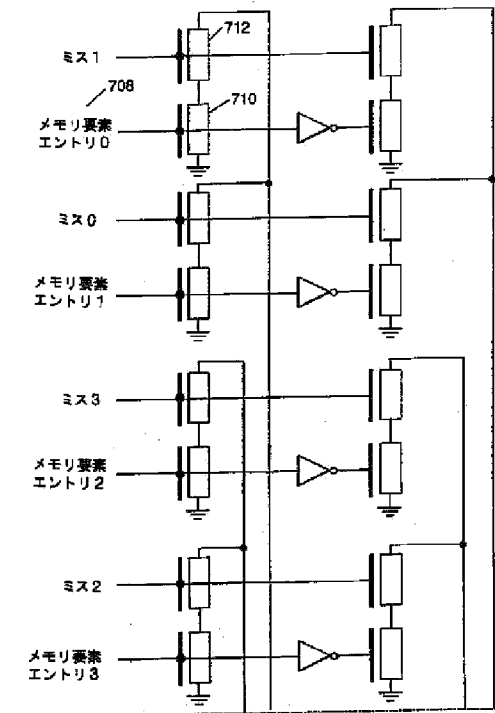 712
ミス1
708
710
メモリ要素
エントリ0
ミス0
メモリ要素
エントリ1
ミス3
メモリ要素
エントリ2
ミス2
メモリ要素
エントリ3